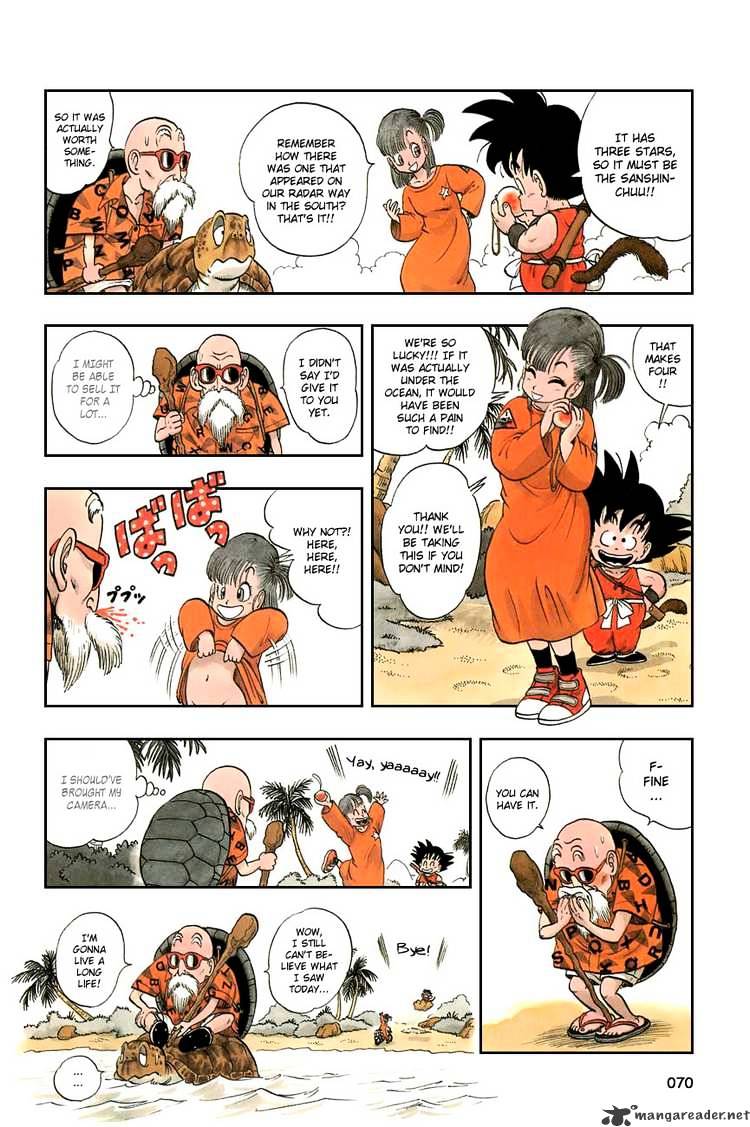 IT HAS
THREE STARS,
SO IT MUST
BE THE
SANSHIN-
CHUU!!
REMEMBER
HOW THERE
WAS ONE THAT
APPEARED ON
OUR RADAR WAY
IN THE SOUTH?
THAT'S IT!!
SO IT WAS
ACTUALLY
WORTH
SOME-
THING.
THAT
MAKES
FOUR
!!
WE'RE SO
LUCKY!!! IF IT
WAS ACTUALLY
UNDER THE
OCEAN, IT WOULD
HAVE BEEN
SUCH A PAIN
TO FIND!!
THANK
YOU!! WE'LL
BE TAKING
THIS IF YOU
DON'T MIND!
I DIDN'T
SAY I'D
GIVE IT
TO YOU
YET.
I MIGHT
BE ABLE
TO SELL IT
FOR A
LOT...
WHY NOT?!
HERE,
HERE,
HERE!!
ばっ
ばっ
ププッ
F-
FINE
...
YOU CAN
HAVE IT.
Yay, yaaaaay!!
I SHOULD'VE
BROUGHT MY
CAMERA...
Bye!
WOW,
I STILL
CAN'T BE-
LIEVE WHAT
I SAW
TODAY...
I'M
GONNA
LIVE A
LONG
LIFE!
...
...
070
mangareader.net